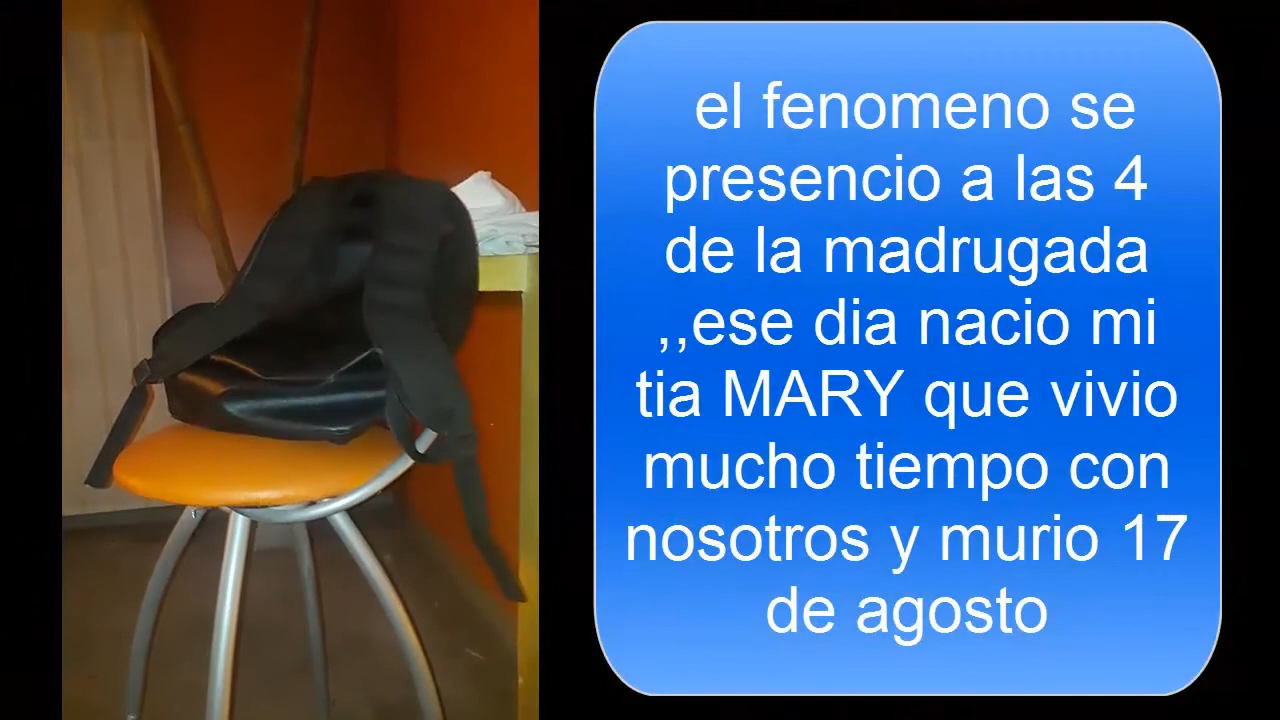 el fenomeno se
presencio a las 4
de la madrugada
,,ese dia nacio mi
tia MARY que vivio
mucho tiempo con
nosotros y murio 17
de agosto